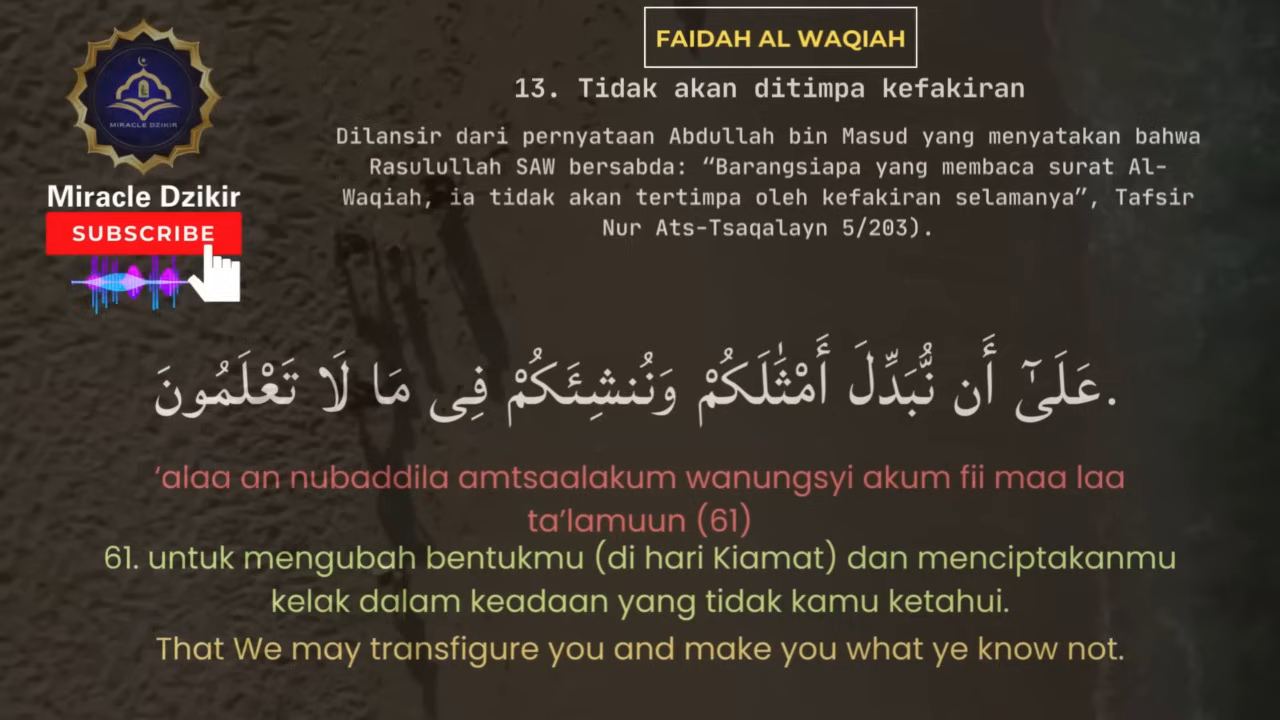 FAIDAH AL WAQIAH
13. Tidak akan ditimpa kefakiran
Dilansir dari pernyataan Abdullah bin Masud yang menyatakan bahwa
Rasulullah SAW bersabda: “Barangsiapa yang membaca surat Al-
Waqiah, ia tidak akan tertimpa oleh kefakiran selamanya”, Tafsir
Nur Ats-Tsaqalayn 5/203).
MIRACLE DZIKIR
Miracle Dzikir
SUBSCRIBE
عَلَىٰٓ أَن نُّبَدِّلَ أَمْثَٰلَكُمْ وَنُنشِئَكُمْ فِى مَا لَا تَعْلَمُونَ.
‘alaa an nubaddila amtsaalakum wanungsyi akum fii maa laa
ta’lamuun (61)
61. untuk mengubah bentukmu (di hari Kiamat) dan menciptakanmu
kelak dalam keadaan yang tidak kamu ketahui.
That We may transfigure you and make you what ye know not.